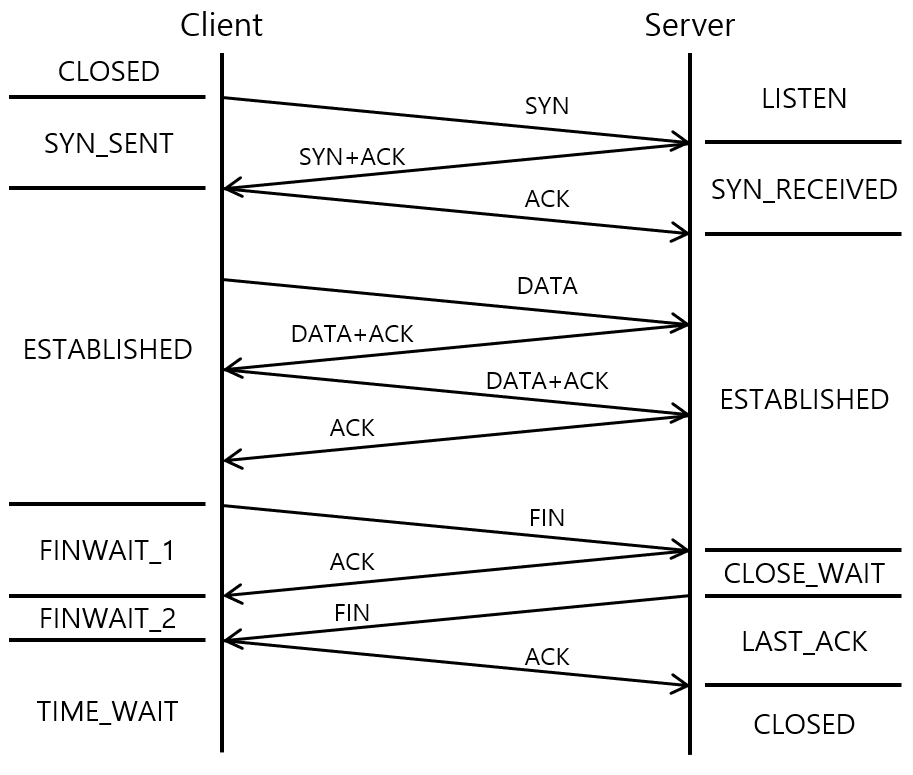 Client
Server
CLOSED
SYN
LISTEN
SYN_SENT
SYN+ACK
SYN_RECEIVED
ACK
DATA
DATA+ACK
ESTABLISHED
DATA+ACK
ESTABLISHED
ACK
FIN
FINWAIT_1
ACK
CLOSE_WAIT
FINWAIT_2
FIN
LAST_ACK
ACK
TIME_WAIT
CLOSED